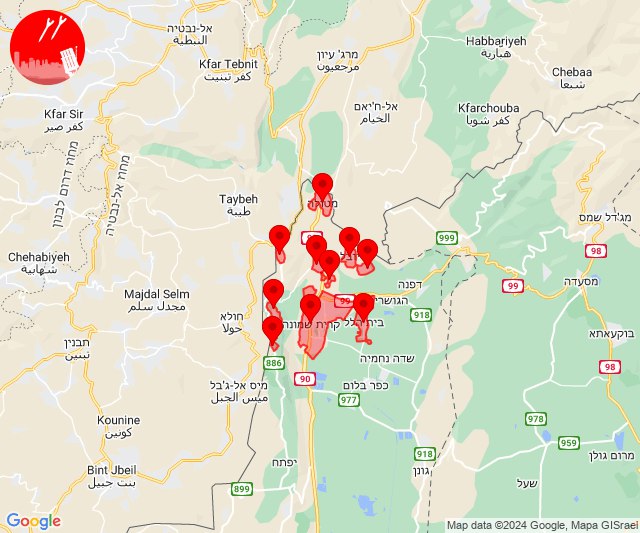 אל-נבטיה
النبطية
Kfar Tebnit
كفر تبنيت
מרג' עיון
مرجعيون
Habbariyeh
هبارية
Chebaa
شبعا
Kfar Sir
كفر صير
אל-ח'יאם
الخيام
Kfarchouba
كفر شوبا
מחוז אל-נבטיה
מחוז דרום לבנון
Taybeh
طيبة
מטולה
מג'דל שמס
98
999
Chehabiyeh
شهابية
Majdal Selm
مجدل سلم
חולא
حولا
דפנה
הגושרים
99
99
מסעדה
918
קרית שמונה
בית הלל
בוקעאתא
תבנין
تبنين
886
שדה נחמיה
98
מיס אל-ג'בל
ميس الجبل
90
כפר בלום
977
Kounine
كونين
978
959
918
מרום גולן
Bint Jbeil
بنت جبيل
יפתח
גונן
899
שעל
Google
Map data ©2024 Google, Mapa GISrael